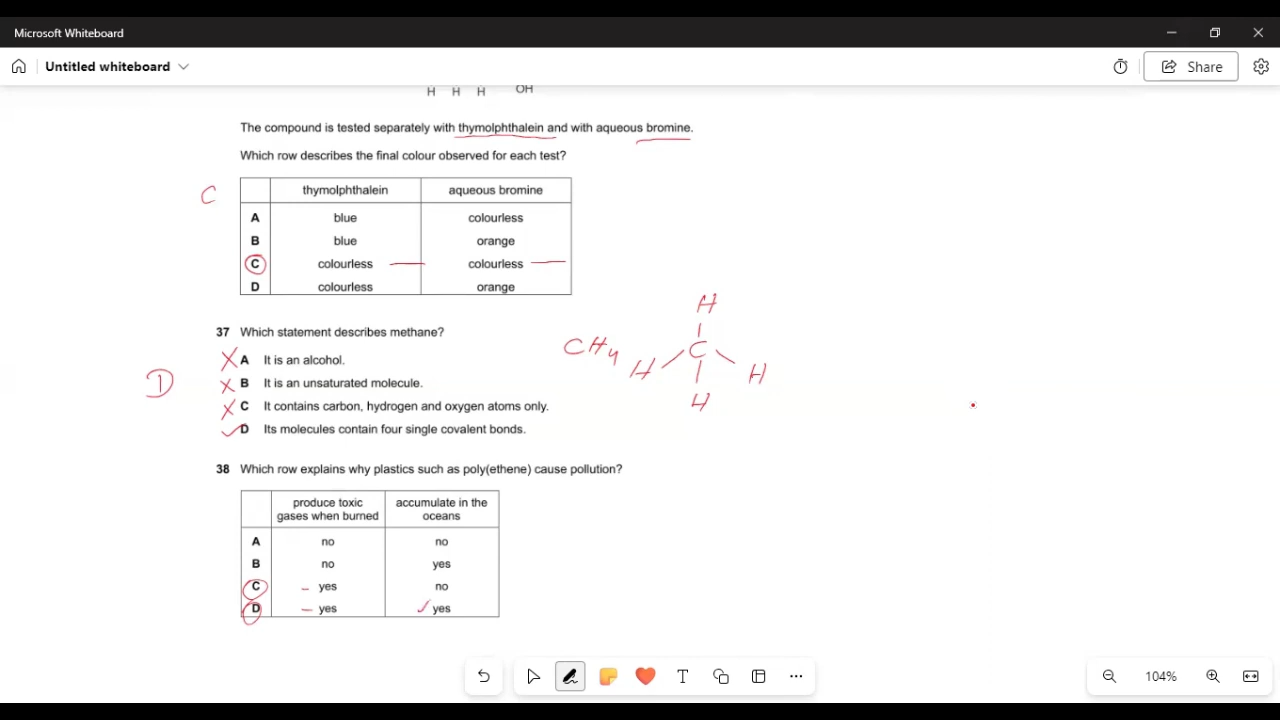 Microsoft Whiteboard
Untitled whiteboard
Share
H H H OH
The compound is tested separately with thymolphthalein and with aqueous bromine.
Which row describes the final colour observed for each test?
C
thymolphthalein aqueous bromine
A blue colourless
B blue orange
C colourless colourless
D colourless orange
37 Which statement describes methane?
A It is an alcohol.
B It is an unsaturated molecule.
C It contains carbon, hydrogen and oxygen atoms only.
D Its molecules contain four single covalent bonds.
D
CH4
H
H C H
H
38 Which row explains why plastics such as poly(ethene) cause pollution?
produce toxic gases when burned accumulate in the oceans
A no no
B no yes
C yes no
D yes yes
T
104%